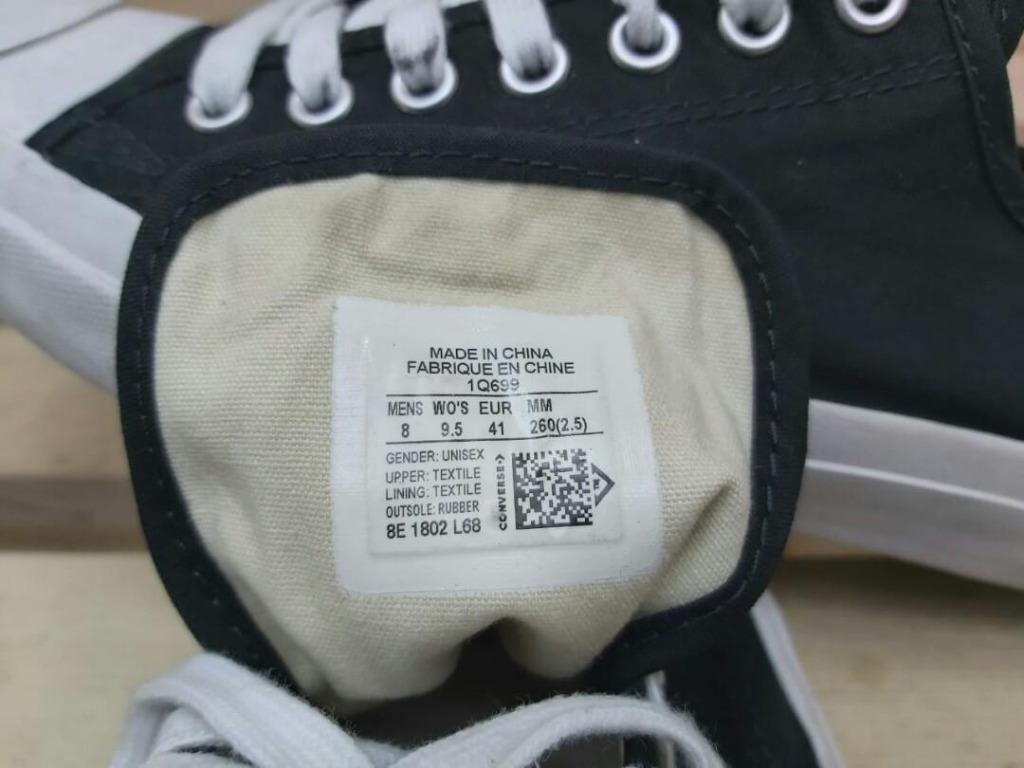 MADE IN CHINA
FABRIQUE EN CHINE
1Q699
MENS WO'S EUR MM
8 9.5 41 260(2.5)
GENDER: UNISEX
UPPER: TEXTILE
LINING: TEXTILE
OUTSOLE: RUBBER
8E 1802 L68
CONVERSE